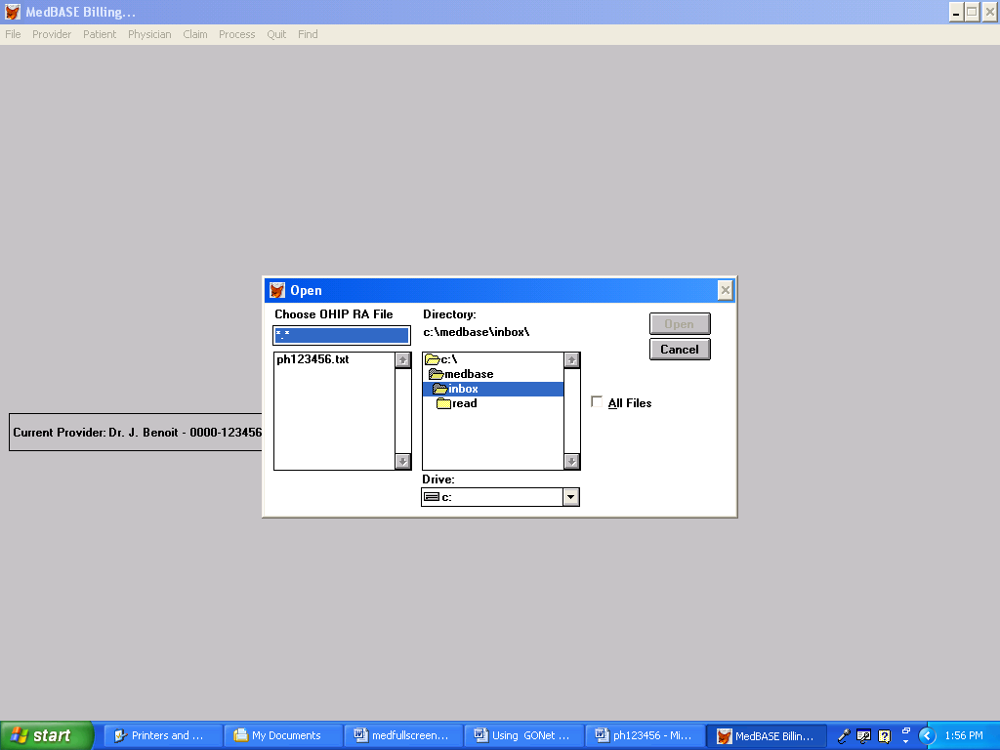 MedBASE Billing...
File Provider Patient Physician Claim Process Quit Find
Open
Choose OHIP RA File
*.*
ph123456.txt
Directory:
c:\medbase\inbox\
c:\
medbase
inbox
read
Drive:
c:
Open
Cancel
All Files
Current Provider: Dr. J. Benoit - 0000-123456
start
Printers and ...
My Documents
medfullscreen...
Using GONet ...
ph123456 - Mi...
MedBASE Billin...
1:56 PM